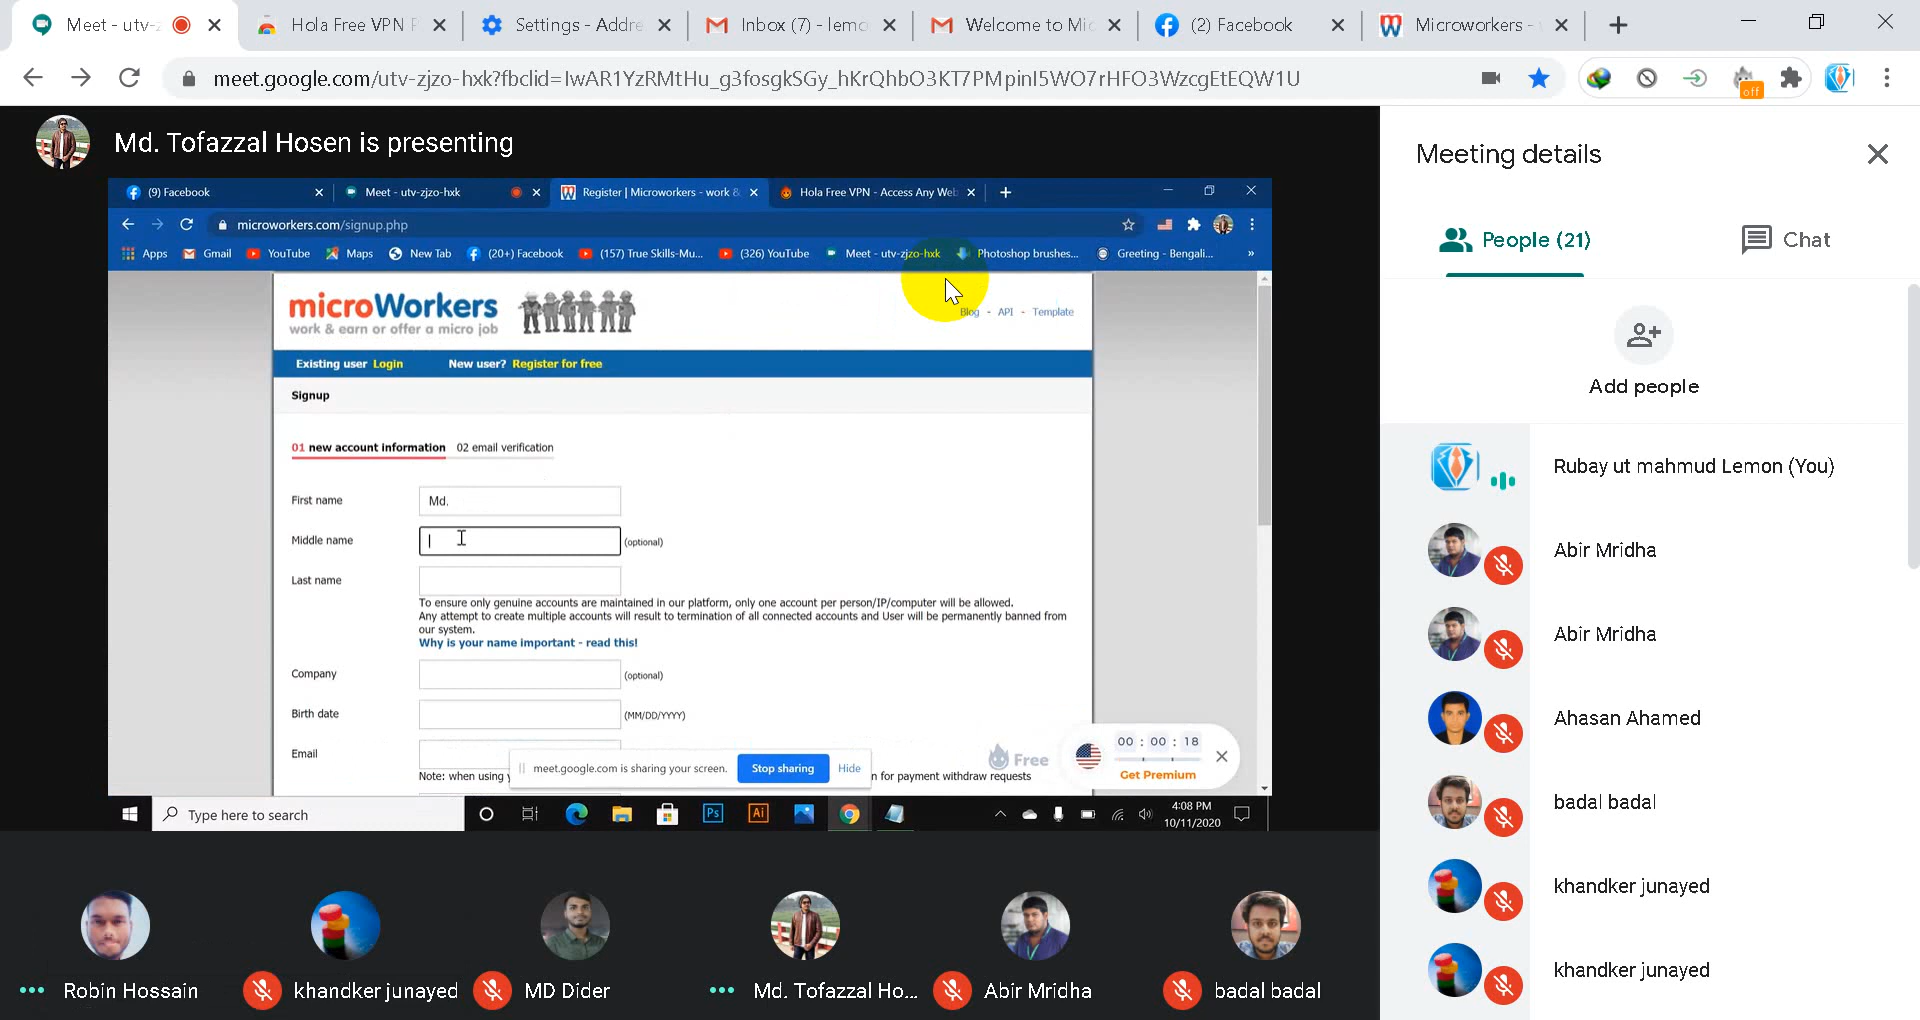 Meet - utv-z
Hola Free VPN P
Settings - Addre
Inbox (7) - lemo
Welcome to Mic
(2) Facebook
Microworkers -
meet.google.com/utv-zjzo-hxk?fbclid=IwAR1YzRMtHu_g3fosgkSGy_hKrQhbO3KT7PMpinI5WO7rHFO3WzcgEtEQW1U
off
Md. Tofazzal Hosen is presenting
(9) Facebook
Meet - utv-zjzo-hxk
Register | Microworkers - work &
Hola Free VPN - Access Any Web
microworkers.com/signup.php
Apps
Gmail
YouTube
Maps
New Tab
(20+) Facebook
(157) True Skills-Mu...
(326) YouTube
Meet - utv-zjzo-hxk
Photoshop brushes...
Greeting - Bengali...
»
microWorkers
work & earn or offer a micro job
Blog - API - Template
Existing user Login
New user? Register for free
Signup
01 new account information
02 email verification
First name
Md.
Middle name
(optional)
Last name
To ensure only genuine accounts are maintained in our platform, only one account per person/IP/computer will be allowed.
Any attempt to create multiple accounts will result to termination of all connected accounts and User will be permanently banned from
our system.
Why is your name important - read this!
Company
(optional)
Birth date
(MM/DD/YYYY)
Email
Note: when using y
n for payment withdraw requests
meet.google.com is sharing your screen.
Stop sharing
Hide
Free
00 : 00 : 18
Get Premium
Type here to search
Ps
Ai
4:08 PM
10/11/2020
Robin Hossain
khandker junayed
MD Dider
Md. Tofazzal Ho...
Abir Mridha
badal badal
Meeting details
People (21)
Chat
Add people
Rubay ut mahmud Lemon (You)
Abir Mridha
Abir Mridha
Ahasan Ahamed
badal badal
khandker junayed
khandker junayed